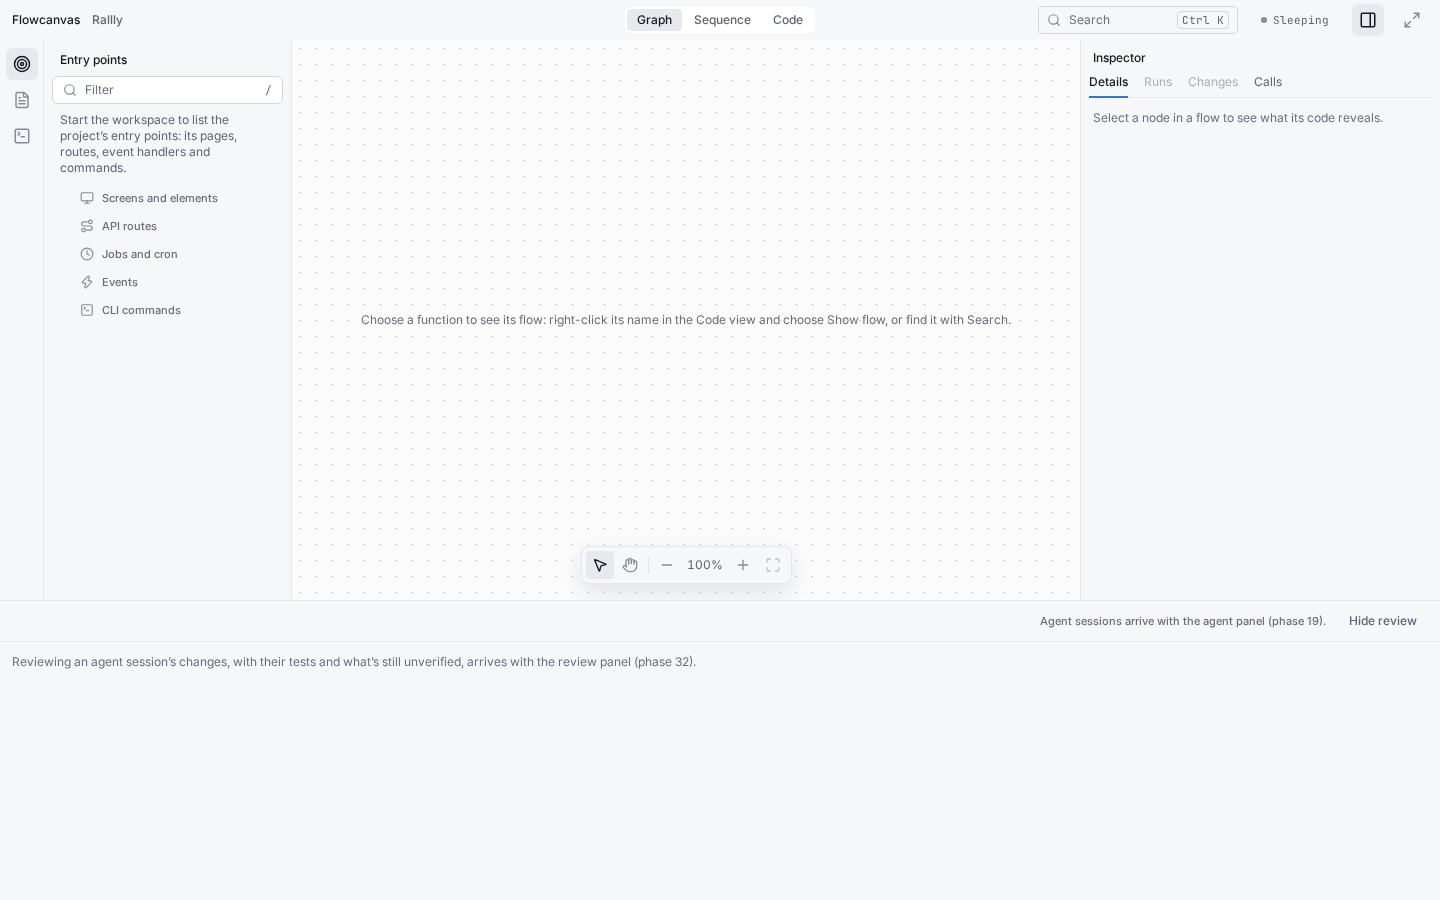 Flowcanvas Rallly
Graph Sequence Code
Search Ctrl K
Sleeping
Entry points
Filter /
Start the workspace to list the
project’s entry points: its pages,
routes, event handlers and
commands.
Screens and elements
API routes
Jobs and cron
Events
CLI commands
Choose a function to see its flow: right-click its name in the Code view and choose Show flow, or find it with Search.
100%
Inspector
Details Runs Changes Calls
Select a node in a flow to see what its code reveals.
Agent sessions arrive with the agent panel (phase 19). Hide review
Reviewing an agent session’s changes, with their tests and what’s still unverified, arrives with the review panel (phase 32).